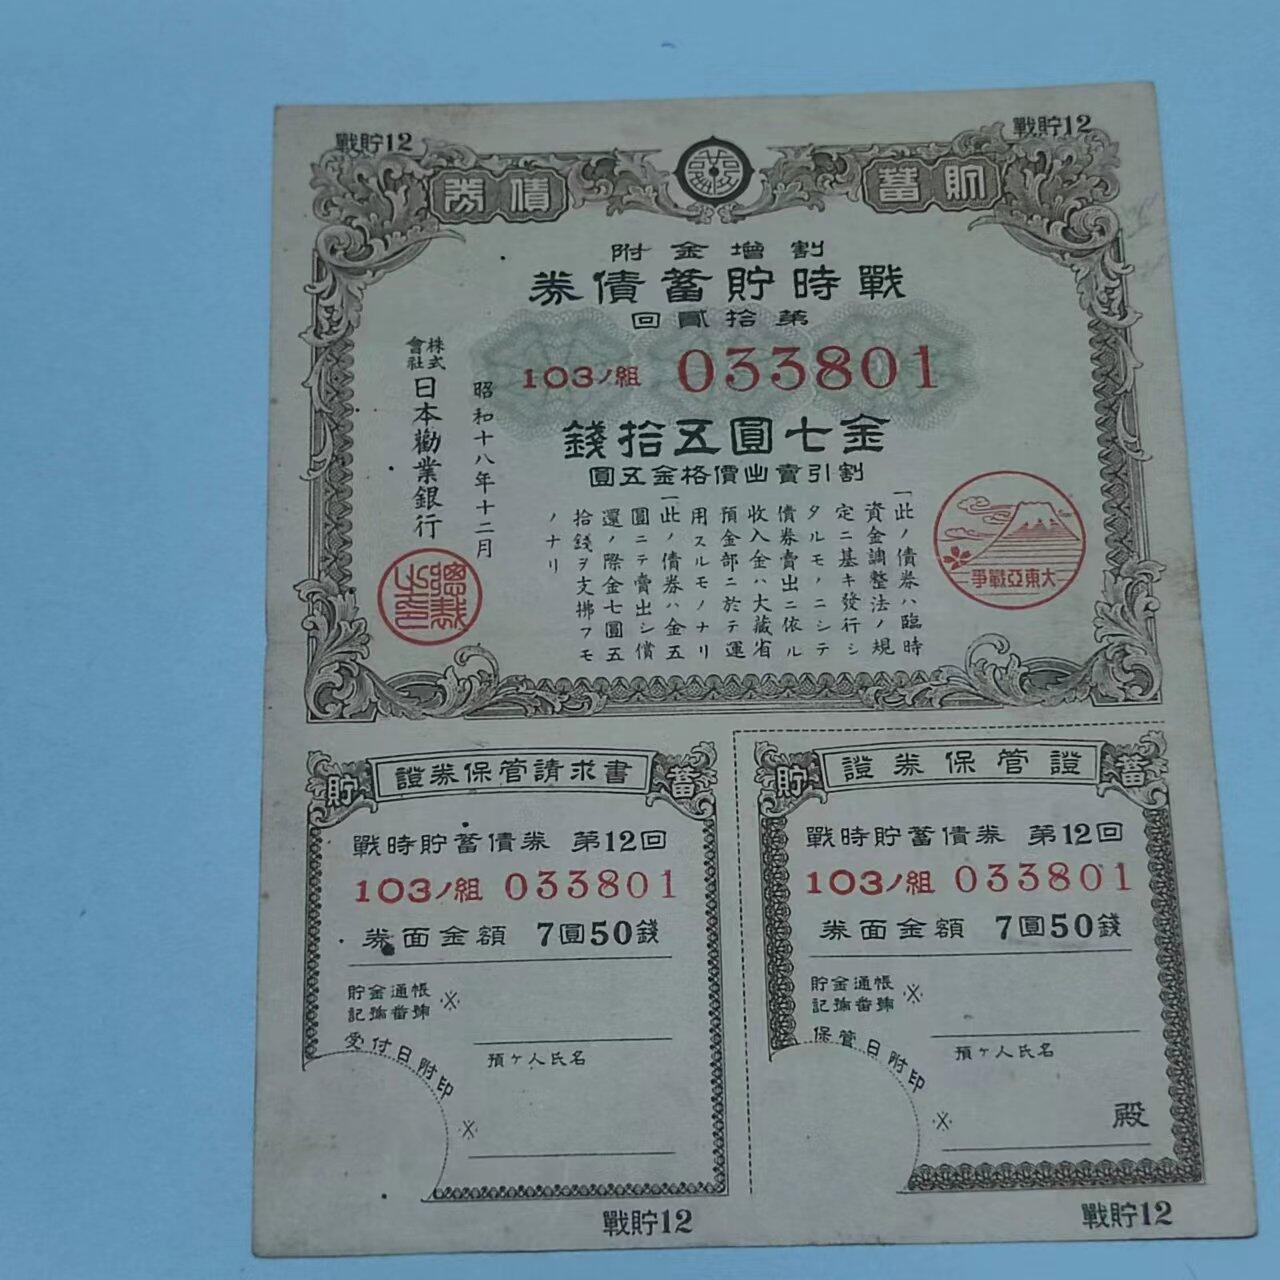 戰貯12
戰貯12
貯蓄
債券
割增金附
戰時貯蓄債券
第拾貳回
103ノ組 033801
金七圓五拾錢
割引賣出價格金五圓
大東亞戰爭
一此ノ債券ハ臨時
資金調整法ノ規
定ニ基キ發行シ
タルモノニシテ
債券賣出ニ依ル
收入金ハ大藏省
預金部ニ於テ運
用スルモノナリ
一此ノ債券ハ金五
圓ニテ賣出シ償
還ノ際金七圓五
拾錢ヲ支拂フモ
ノナリ
昭和十八年十二月
株式會社日本勸業銀行
總裁之印
貯 證券保管請求書 蓄
戰時貯蓄債券 第12回
103ノ組 033801
券面金額 7圓50錢
貯金通帳
記號番號 ※
受付日附印
預ケ人氏名
※
戰貯12
貯 證券保管證 蓄
戰時貯蓄債券 第12回
103ノ組 033801
券面金額 7圓50錢
貯金通帳
記號番號 ※
保管日附印
預ケ人氏名
※ 殿
戰貯12